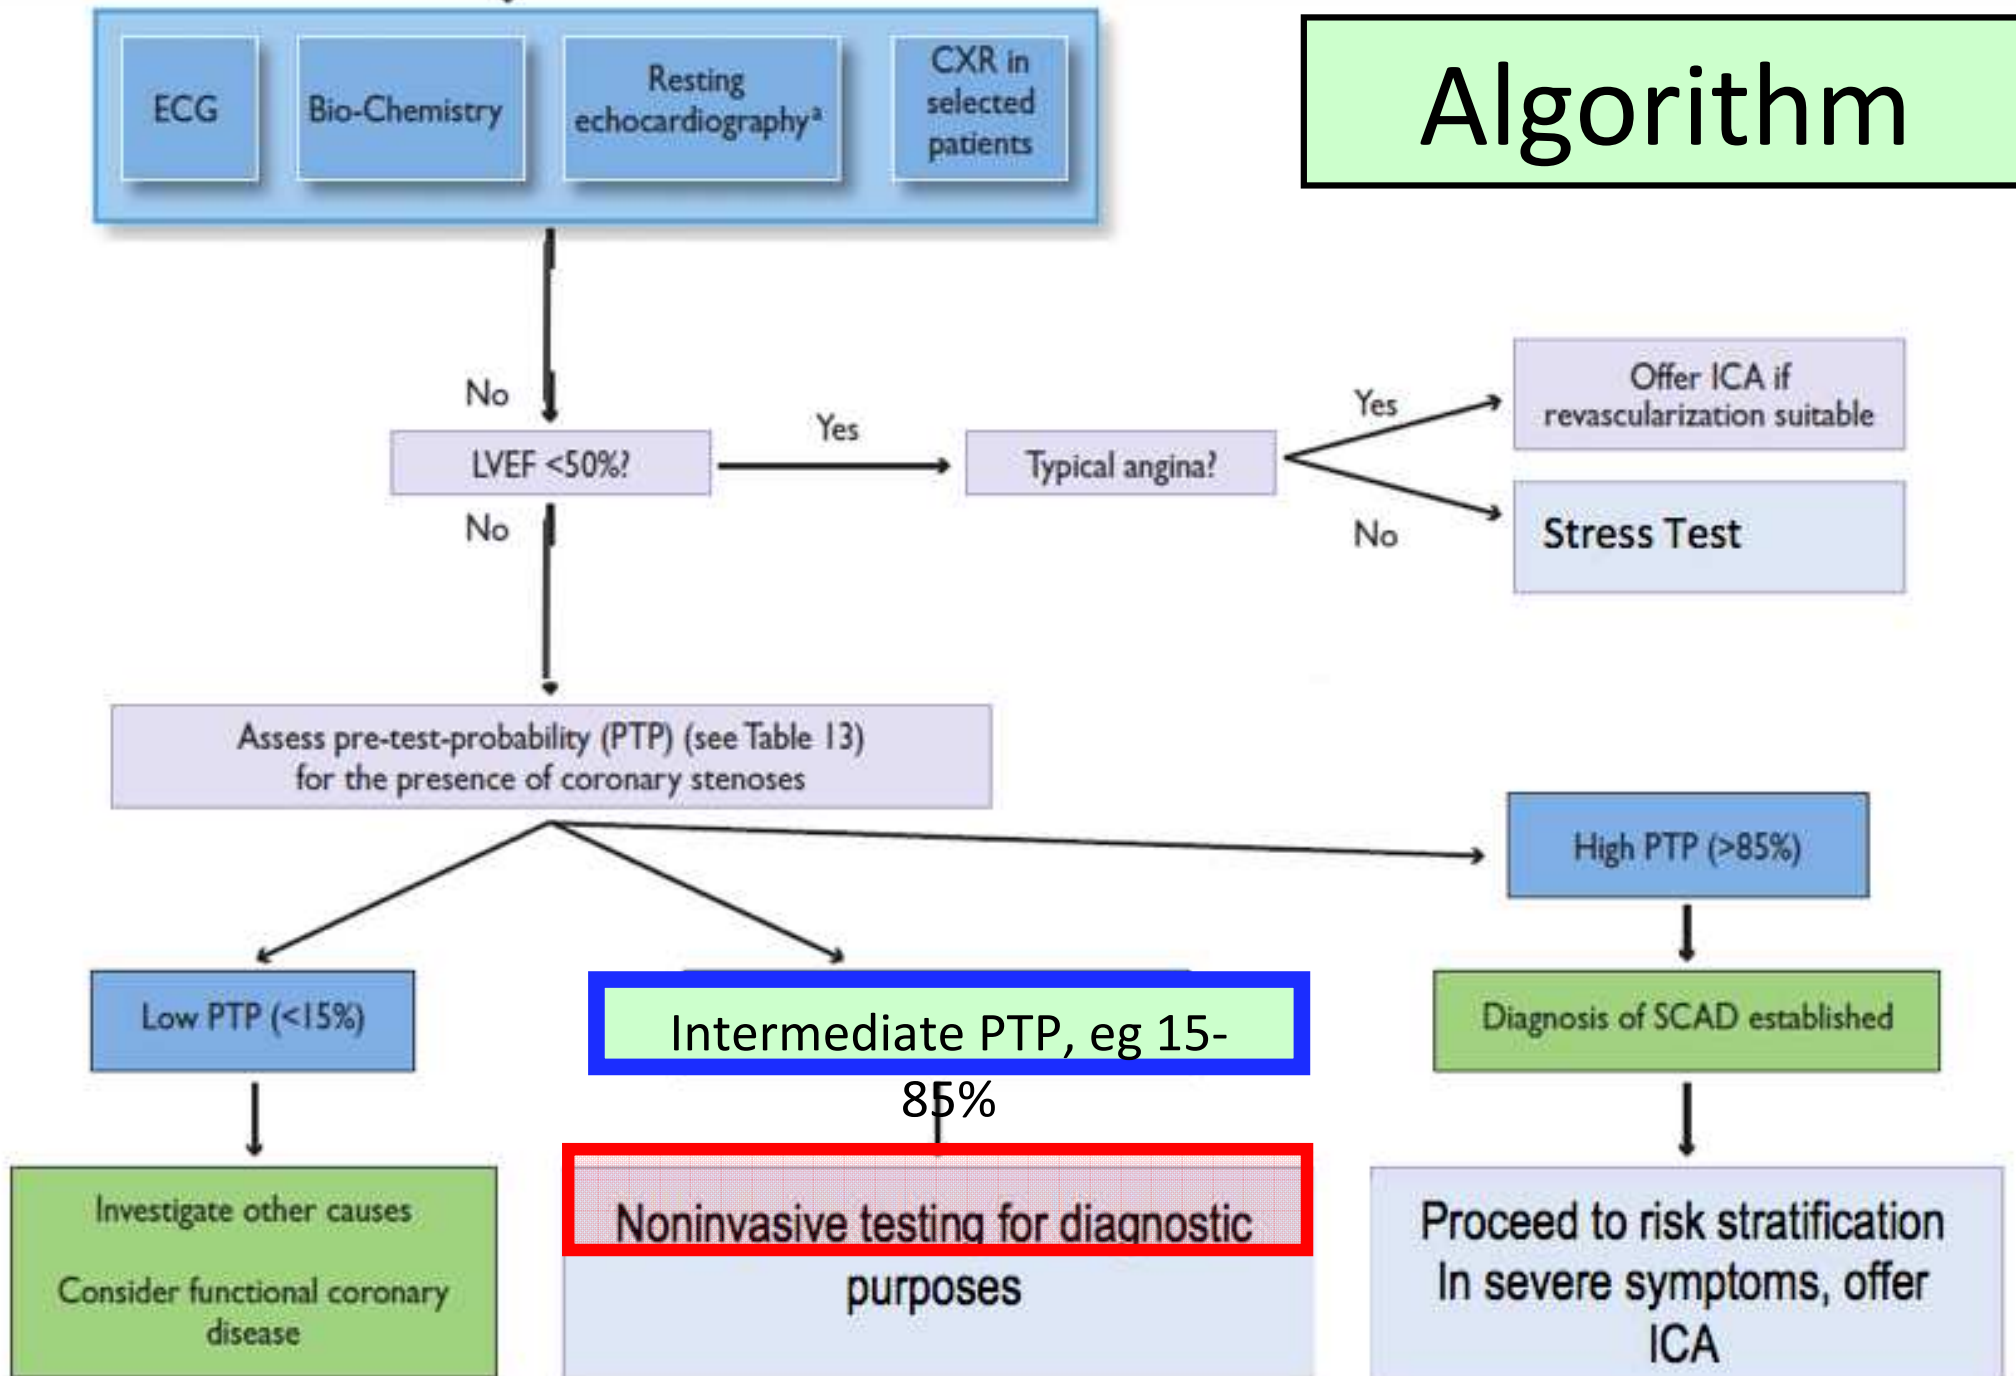 Algorithm
ECG
Bio-Chemistry
Resting
echocardiographyª
CXR in
selected
patients
No
LVEF <50%?
Yes
Typical angina?
Yes
Offer ICA if
revascularization suitable
No
Stress Test
No
Assess pre-test-probability (PTP) (see Table 13)
for the presence of coronary stenoses
Low PTP (<15%)
Intermediate PTP, eg 15-
85%
High PTP (>85%)
Diagnosis of SCAD established
Investigate other causes
Consider functional coronary
disease
Noninvasive testing for diagnostic
purposes
Proceed to risk stratification
In severe symptoms, offer
ICA